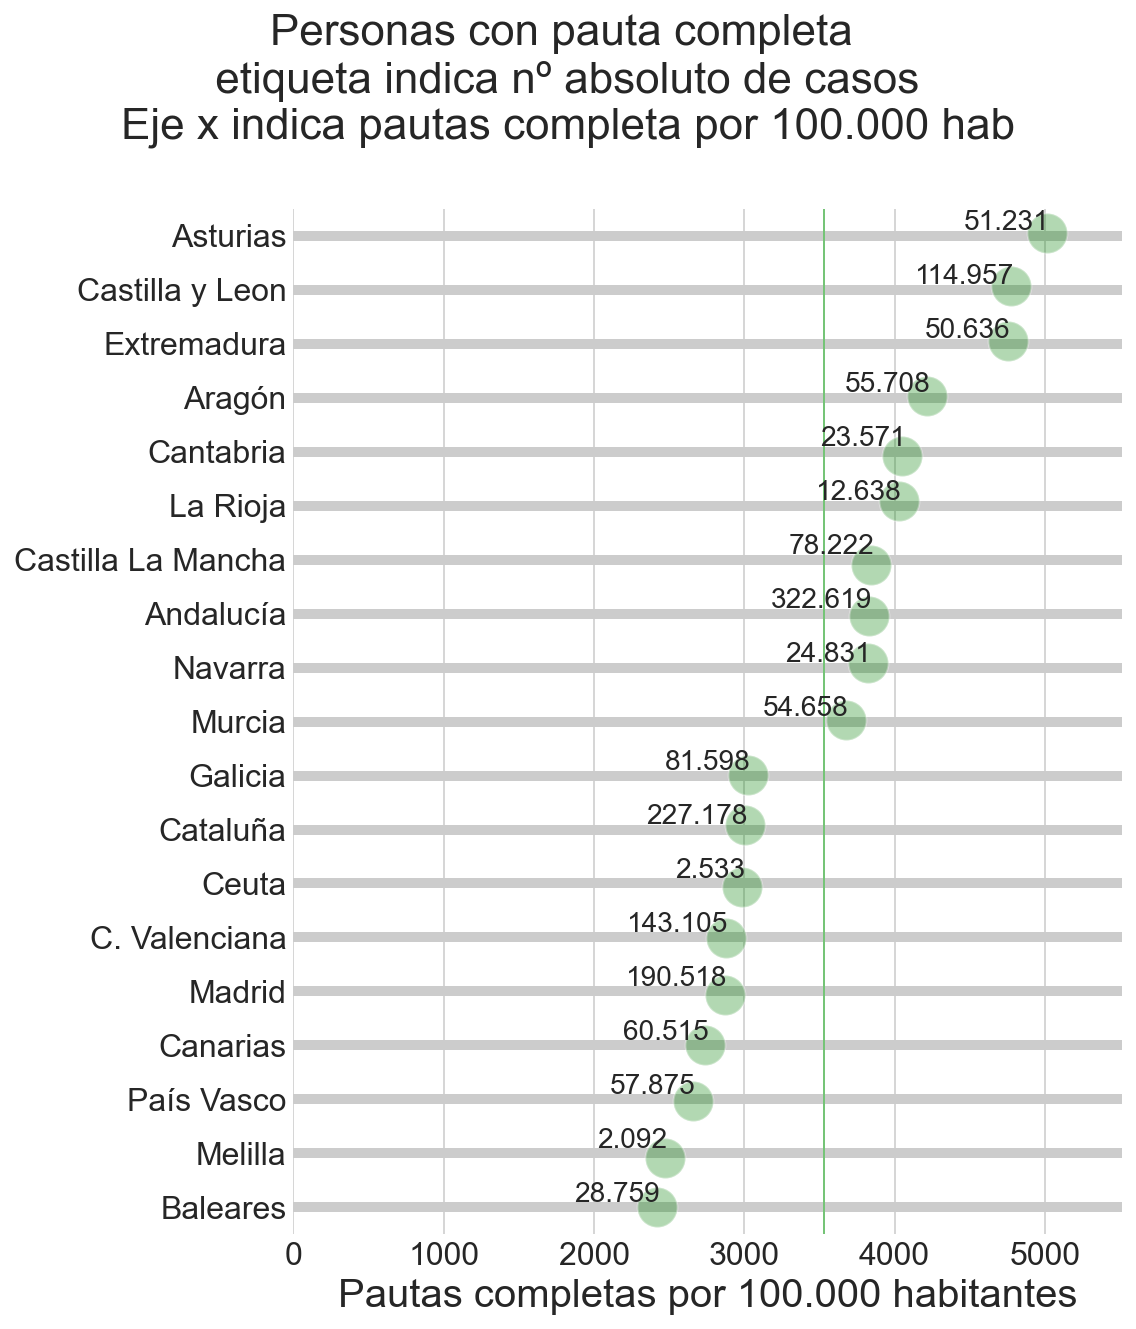 Personas con pauta completa
etiqueta indica nº absoluto de casos
Eje x indica pautas completa por 100.000 hab
Asturias 51.231
Castilla y Leon 114.957
Extremadura 50.636
Aragón 55.708
Cantabria 23.571
La Rioja 12.638
Castilla La Mancha 78.222
Andalucía 322.619
Navarra 24.831
Murcia 54.658
Galicia 81.598
Cataluña 227.178
Ceuta 2.533
C. Valenciana 143.105
Madrid 190.518
Canarias 60.515
País Vasco 57.875
Melilla 2.092
Baleares 28.759
0 1000 2000 3000 4000 5000
Pautas completas por 100.000 habitantes